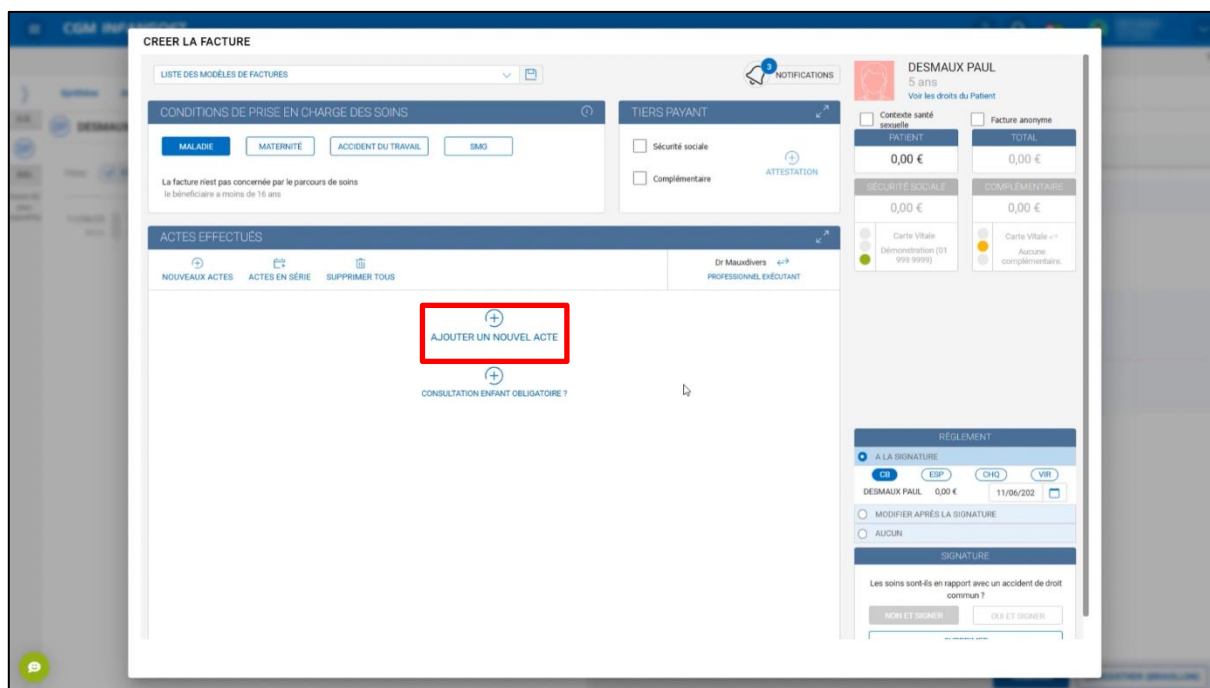 CGM INFANSOFT
CREER LA FACTURE
LISTE DES MODÈLES DE FACTURES
3
NOTIFICATIONS
DESMAUX PAUL
5 ans
Voir les droits du Patient
CONDITIONS DE PRISE EN CHARGE DES SOINS
TIERS PAYANT
Contexte santé
sexuelle
Facture anonyme
MALADIE
MATERNITÉ
ACCIDENT DU TRAVAIL
SMG
Sécurité sociale
Complémentaire
ATTESTATION
La facture n'est pas concernée par le parcours de soins
le bénéficiaire a moins de 16 ans
PATIENT
TOTAL
0,00 €
0,00 €
SÉCURITÉ SOCIALE
COMPLÉMENTAIRE
0,00 €
0,00 €
Carte Vitale
Démonstration (01
999 9999)
Carte Vitale
Aucune
complémentaire.
ACTES EFFECTUÉS
NOUVEAUX ACTES
ACTES EN SÉRIE
SUPPRIMER TOUS
Dr Mauxdivers
PROFESSIONNEL EXÉCUTANT
AJOUTER UN NOUVEL ACTE
CONSULTATION ENFANT OBLIGATOIRE ?
RÉGLEMENT
A LA SIGNATURE
CB
ESP
CHQ
VIR
DESMAUX PAUL 0,00 €
11/06/202
MODIFIER APRÈS LA SIGNATURE
AUCUN
SIGNATURE
Les soins sont-ils en rapport avec un accident de droit
commun ?
NON ET SIGNER
OUI ET SIGNER